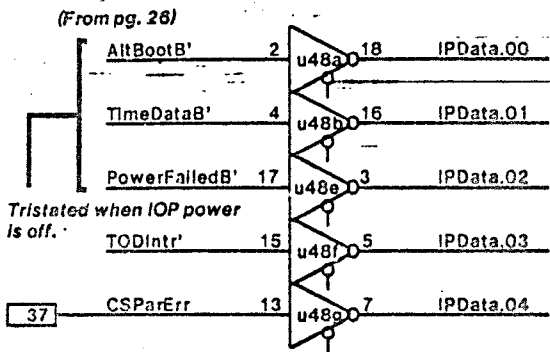 (From pg. 26)
AltBootB' 2 u48a 18 IPData.00
TimeDataB' 4 u48b 16 IPData.01
PowerFailedB' 17 u48e 3 IPData.02
Tristated when IOP power
is off.
TODIntr' 15 u48f 5 IPData.03
37 CSParErr 13 u48g 7 IPData.04